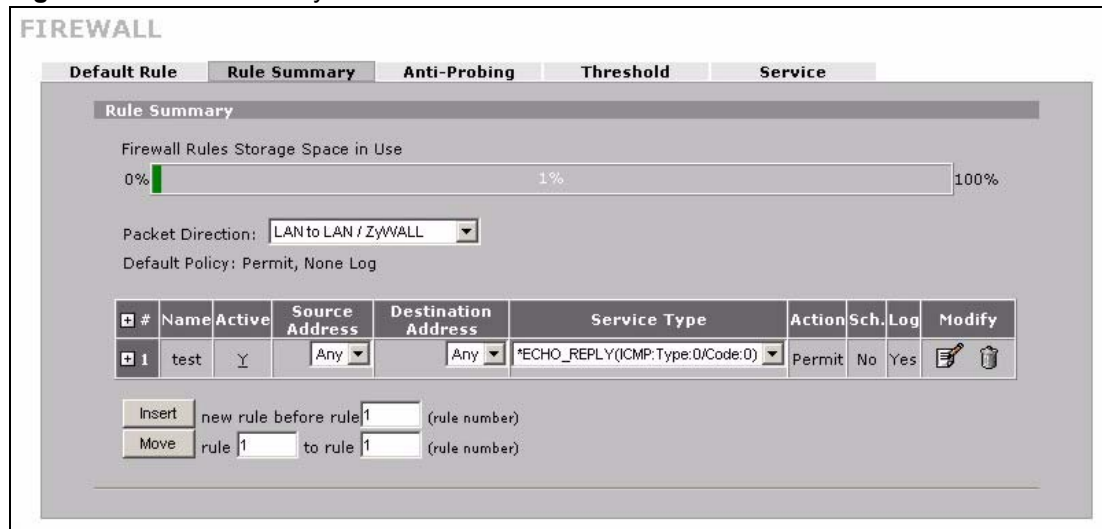 FIREWALL
Default Rule Rule Summary Anti-Probing Threshold Service
Rule Summary
Firewall Rules Storage Space in Use
0% 1% 100%
Packet Direction: LAN to LAN / ZyWALL
Default Policy: Permit, None Log
# Name Active Source Address Destination Address Service Type Action Sch. Log Modify
1 test Y Any Any *ECHO_REPLY(ICMP:Type:0/Code:0) Permit No Yes
Insert new rule before rule 1 (rule number)
Move rule 1 to rule 1 (rule number)